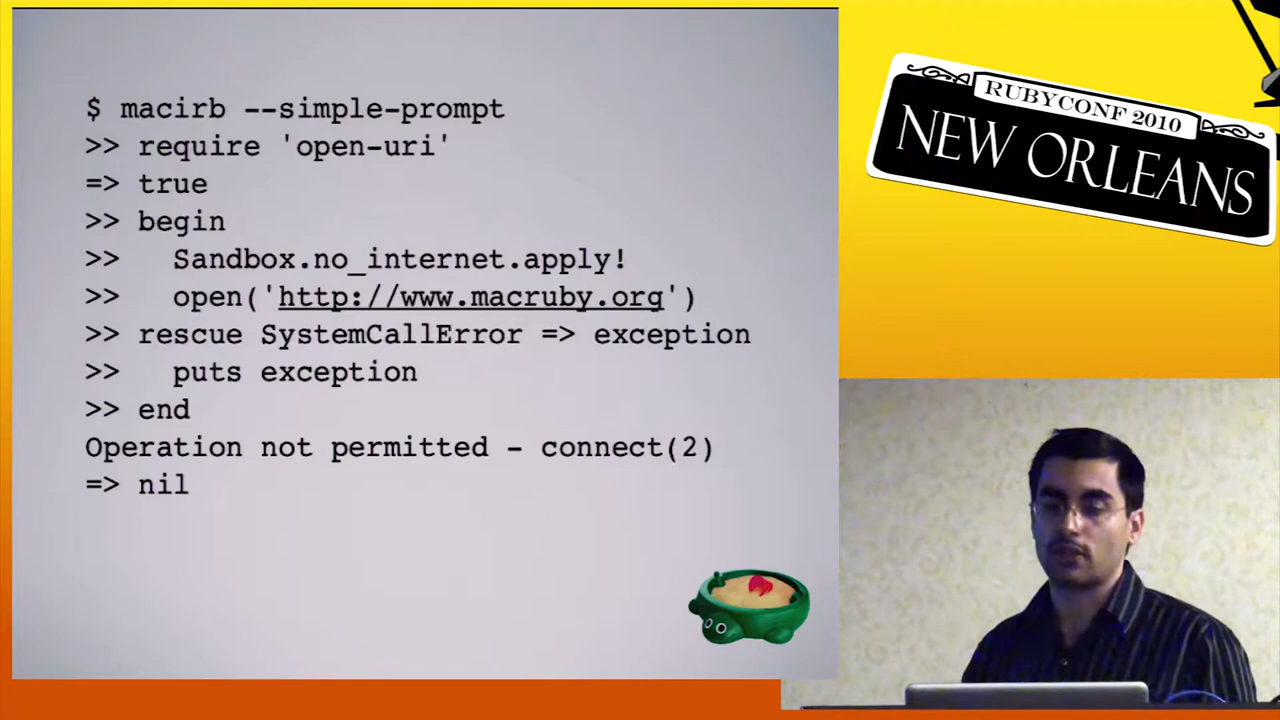 $ macirb --simple-prompt
>> require 'open-uri'
=> true
>> begin
>>   Sandbox.no_internet.apply!
>>   open('http://www.macruby.org')
>> rescue SystemCallError => exception
>>   puts exception
>> end
Operation not permitted - connect(2)
=> nil
RUBYCONF 2010
NEW ORLEANS